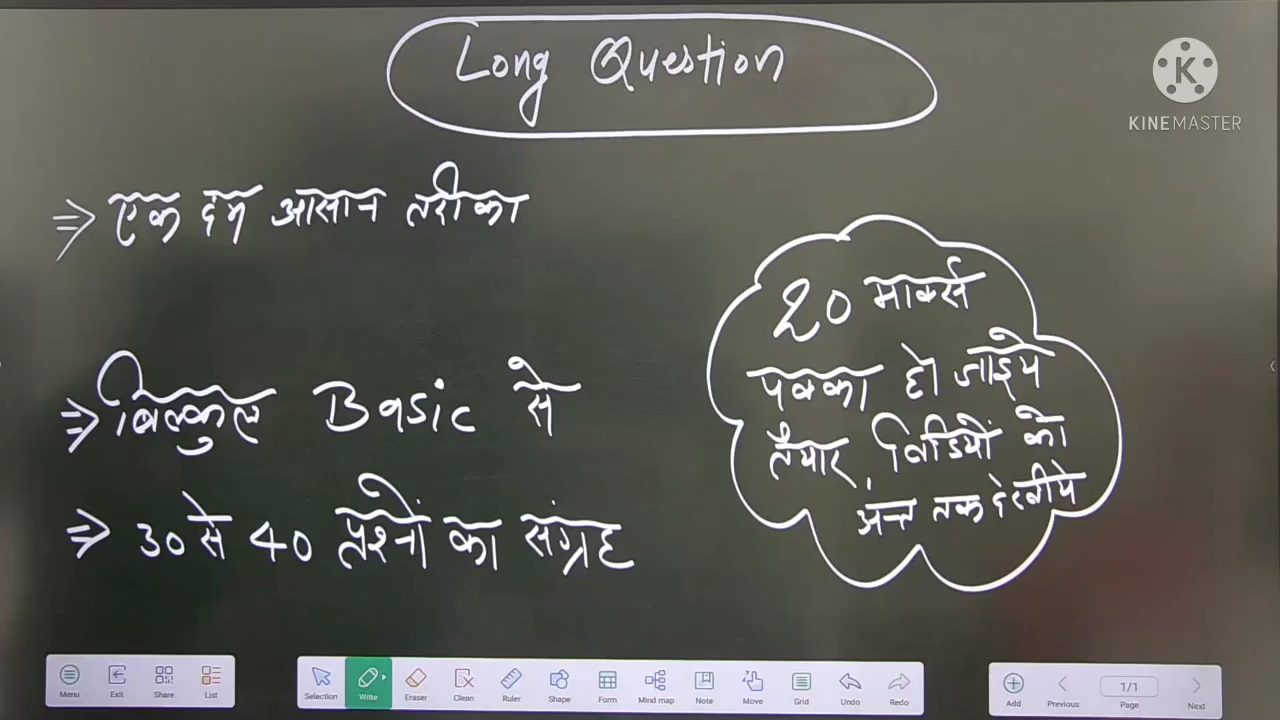 Long Question
K
KINEMASTER
⇒ एक दम आसान तरीका
⇒ बिल्कुल Basic से
⇒ 30 से 40 प्रश्नों का संग्रह
20 मार्क्स
पक्का हो जाइये
तैयार, विडियों को
अन्त तक देखीये
Menu Exit Share List
Selection Write Eraser Clean Ruler Shape Form Mind map Note Move Grid Undo Redo
Add Previous 1/1 Page Next